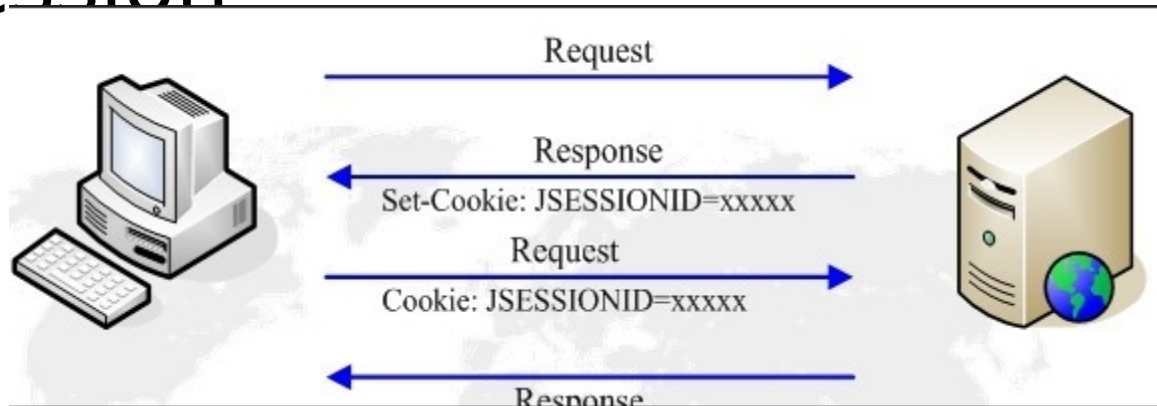 Request
Response
Set-Cookie: JSESSIONID=xxxxx
Request
Cookie: JSESSIONID=xxxxx
Response